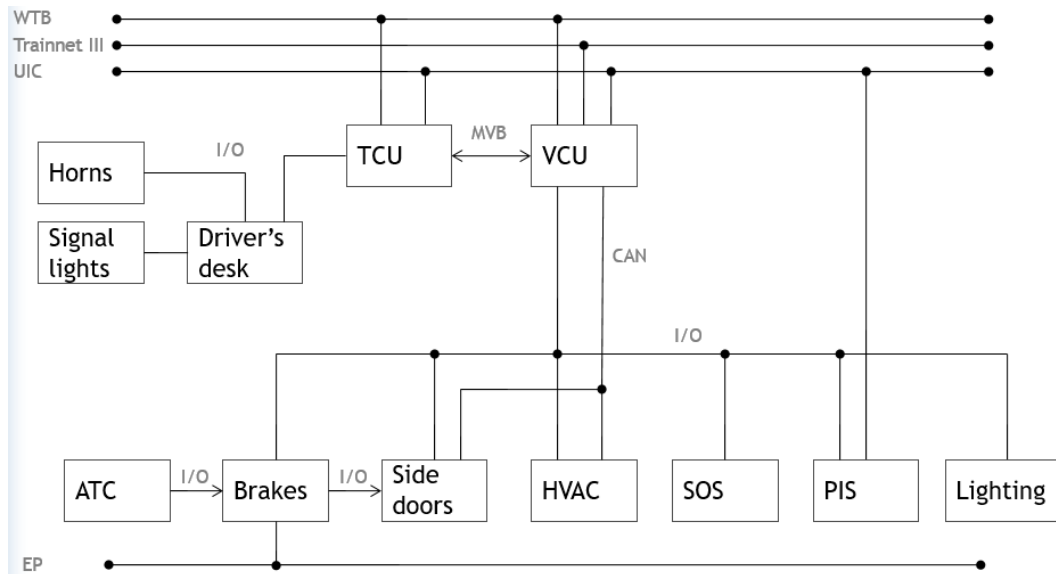 WTB
Trainnet III
UIC
MVB
TCU
VCU
I/O
Horns
Signal
lights
Driver's
desk
CAN
I/O
ATC
I/O
Brakes
I/O
Side
doors
HVAC
SOS
PIS
Lighting
EP